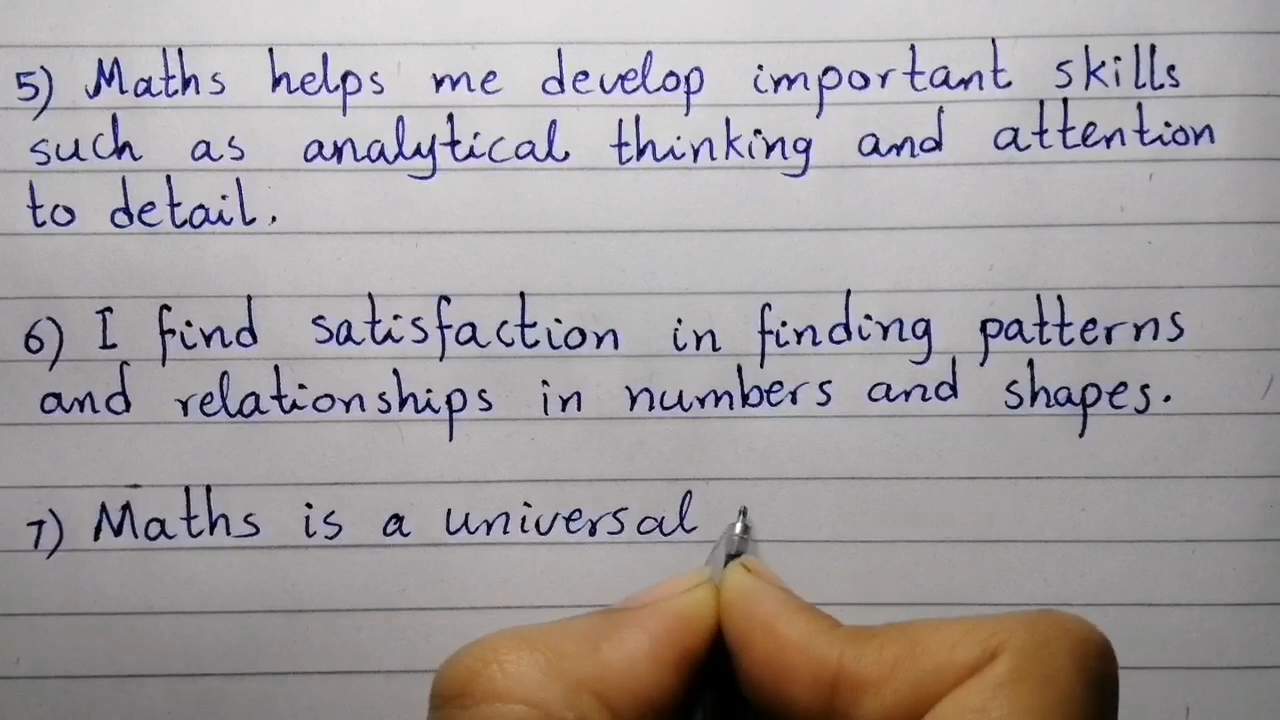 5) Maths helps me develop important skills
such as analytical thinking and attention
to detail.
6) I find satisfaction in finding patterns
and relationships in numbers and shapes.
7) Maths is a universal